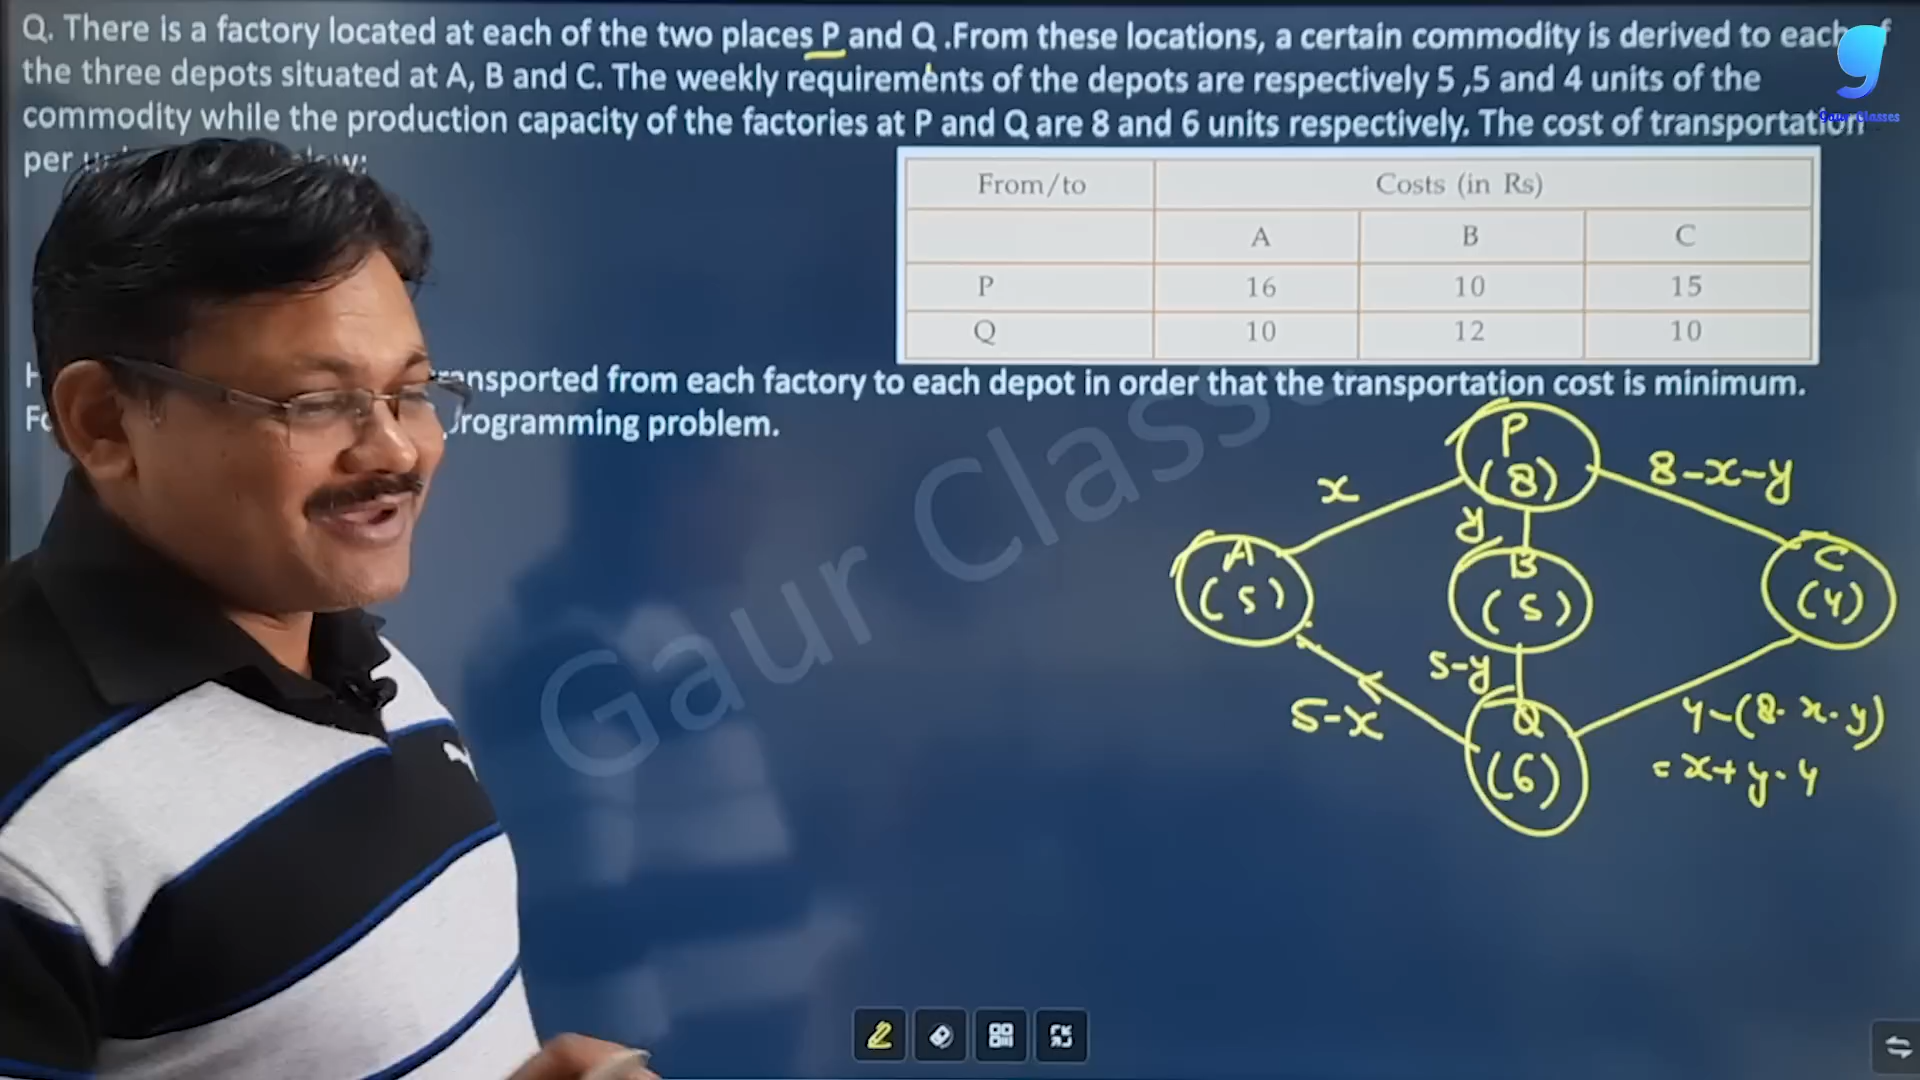 Q. There is a factory located at each of the two places P and Q .From these locations, a certain commodity is derived to each of
the three depots situated at A, B and C. The weekly requirements of the depots are respectively 5 ,5 and 4 units of the
commodity while the production capacity of the factories at P and Q are 8 and 6 units respectively. The cost of transportation
per
Gaur Classes
From/to Costs (in Rs)
A B C
P 16 10 15
Q 10 12 10
transported from each factory to each depot in order that the transportation cost is minimum.
programming problem.
Gaur Class
P
(8)
x
8-x-y
y
A
(5)
B
(5)
C
(4)
5-y
5-x
Q
(6)
4-(8-x-y)
= x+y-4